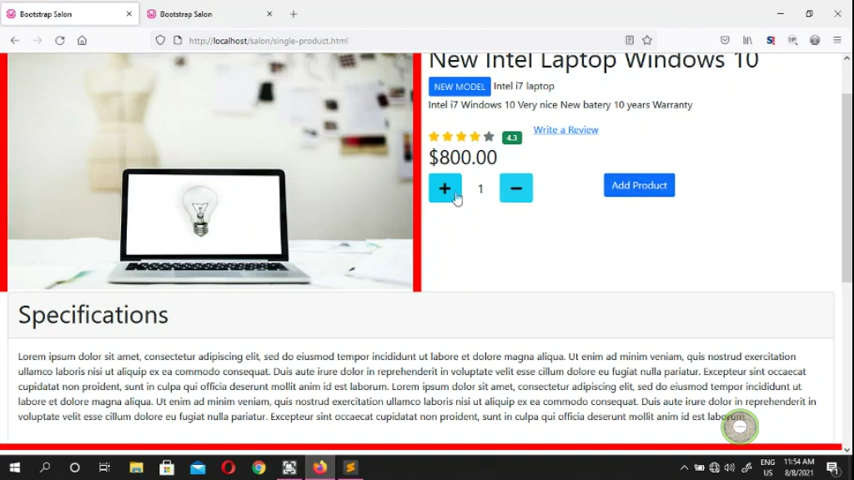 Bootstrap Salon
Bootstrap Salon
http://localhost/salon/single-product.html
10
New Intel Laptop Windows 10
NEW MODEL Intel i7 laptop
Intel i7 Windows 10 Very nice New batery 10 years Warranty
4.3 Write a Review
$800.00
1
Add Product
Specifications
Lorem ipsum dolor sit amet, consectetur adipiscing elit, sed do eiusmod tempor incididunt ut labore et dolore magna aliqua. Ut enim ad minim veniam, quis nostrud exercitation
ullamco laboris nisi ut aliquip ex ea commodo consequat. Duis aute irure dolor in reprehenderit in voluptate velit esse cillum dolore eu fugiat nulla pariatur. Excepteur sint occaecat
cupidatat non proident, sunt in culpa qui officia deserunt mollit anim id est laborum. Lorem ipsum dolor sit amet, consectetur adipiscing elit, sed do eiusmod tempor incididunt ut
labore et dolore magna aliqua. Ut enim ad minim veniam, quis nostrud exercitation ullamco laboris nisi ut aliquip ex ea commodo consequat. Duis aute irure dolor in reprehenderit in
voluptate velit esse cillum dolore eu fugiat nulla pariatur. Excepteur sint occaecat cupidatat non proident, sunt in culpa qui officia deserunt mollit anim id est laborum.
ENG
US
11:54 AM
8/8/2021